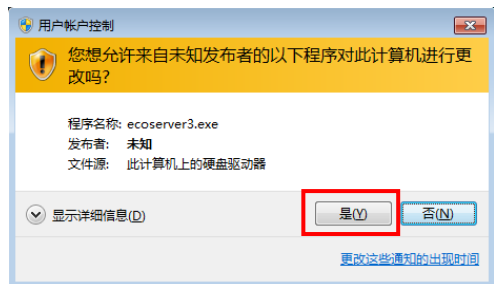 用户帐户控制
您想允许来自未知发布者的以下程序对此计算机进行更
改吗?
程序名称: ecoserver3.exe
发布者: 未知
文件源: 此计算机上的硬盘驱动器
显示详细信息(D)
是(Y)
否(N)
更改这些通知的出现时间